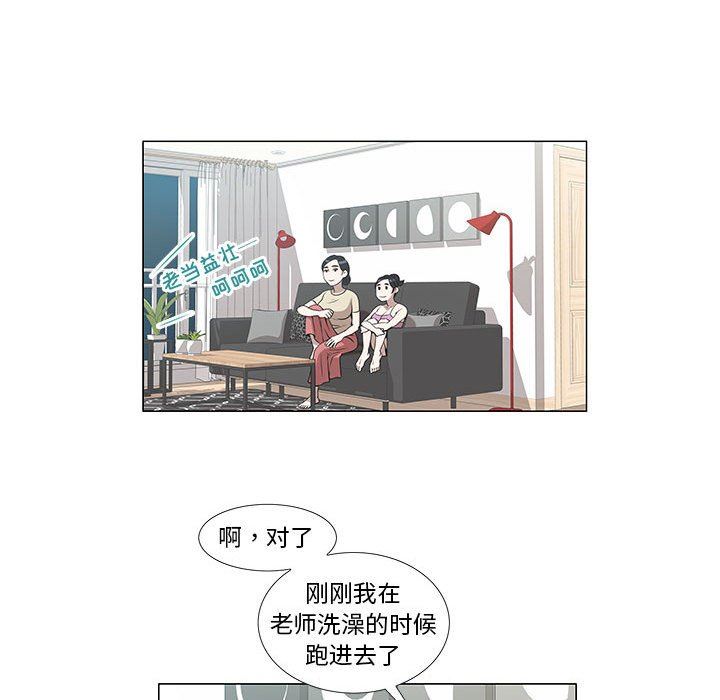 老当益壮—
呵呵呵
啊，对了
刚刚我在
老师洗澡的时候
跑进去了